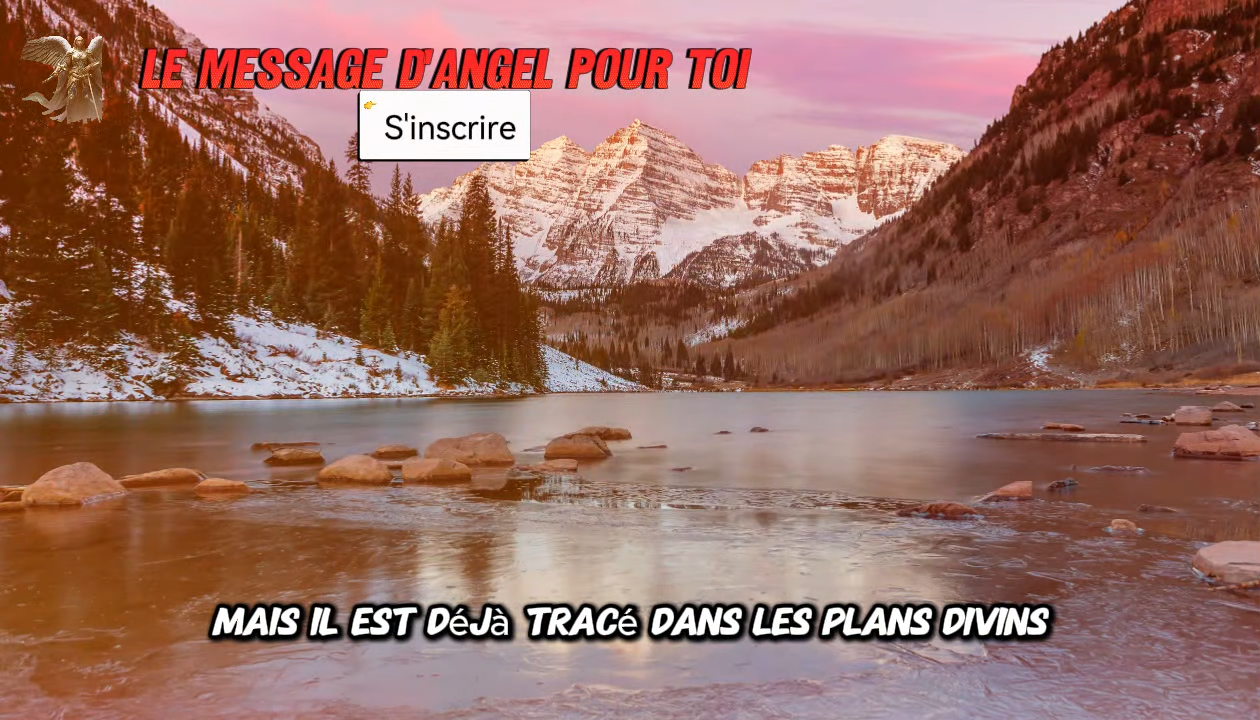 LE MESSAGE D'ANGEL POUR TOI
👉 S'inscrire
MAIS IL EST DéJà TRACé DANS LES PLANS DIVINS